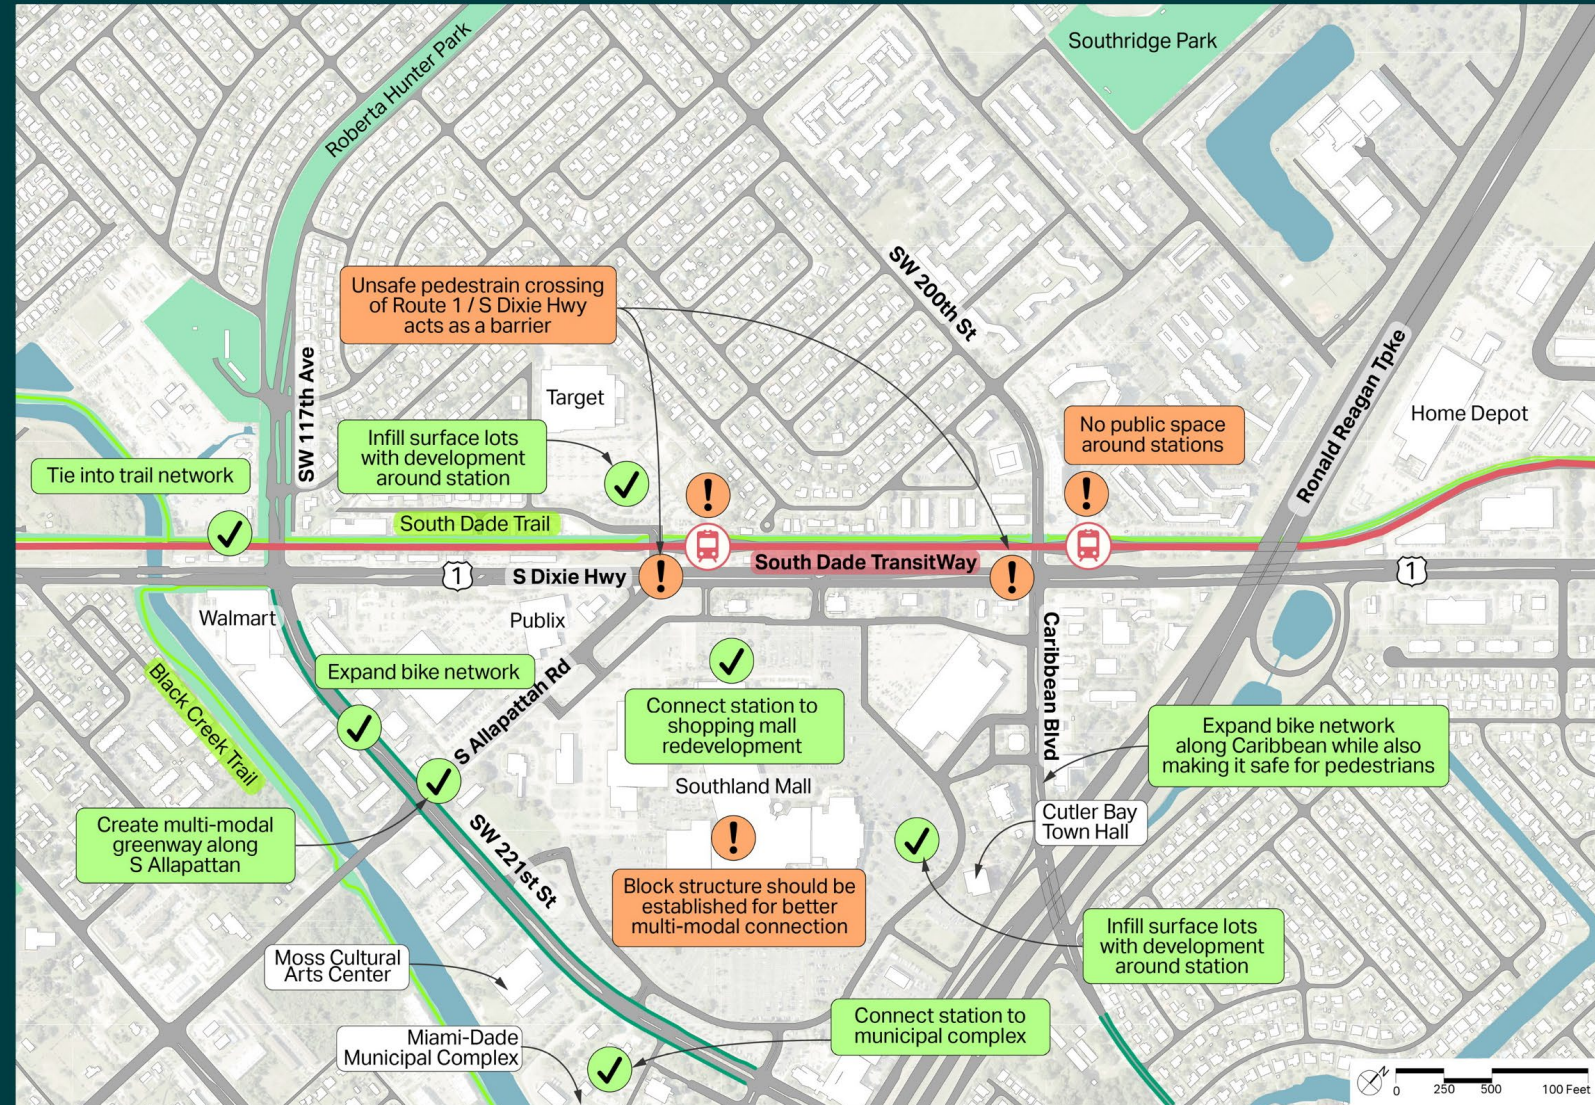 Roberta Hunter Park
Southridge Park
SW 200th St
Unsafe pedestrain crossing
of Route 1 / S Dixie Hwy
acts as a barrier
SW 117th Ave
Target
Ronald Reagan Tpke
Home Depot
No public space
around stations
Infill surface lots
with development
around station
Tie into trail network
South Dade Trail
South Dade TransitWay
1
S Dixie Hwy
1
Walmart
Publix
Caribbean Blvd
Expand bike network
S Allapattah Rd
Black Creek Trail
Connect station to
shopping mall
redevelopment
Expand bike network
along Caribbean while also
making it safe for pedestrians
Southland Mall
Cutler Bay
Town Hall
Create multi-modal
greenway along
S Allapattan
SW 221st St
Block structure should be
established for better
multi-modal connection
Infill surface lots
with development
around station
Moss Cultural
Arts Center
Connect station to
municipal complex
Miami-Dade
Municipal Complex
N
0 250 500 100 Feet